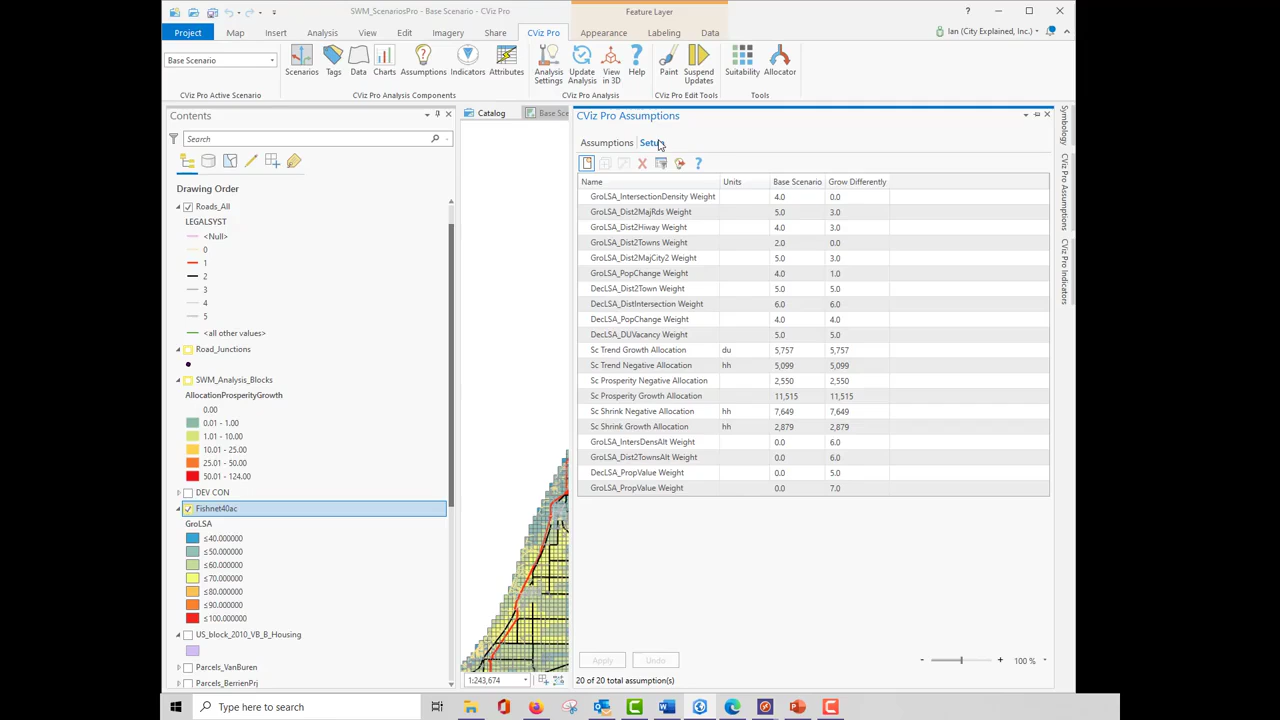 SWM_ScenariosPro - Base Scenario - CViz Pro
Feature Layer
?
Project
Map
Insert
Analysis
View
Edit
Imagery
Share
CViz Pro
Appearance
Labeling
Data
Ian (City Explained, Inc.)
Base Scenario
Scenarios
Tags
Data
Charts
Assumptions
Indicators
Attributes
Analysis
Settings
Update
Analysis
View
in 3D
Help
Paint
Suspend
Updates
Suitability
Allocator
CViz Pro Active Scenario
CViz Pro Analysis Components
CViz Pro Analysis
CViz Pro Edit Tools
Tools
Contents
Search
Drawing Order
Roads_All
LEGALSYST
<Null>
0
1
2
3
4
5
<all other values>
Road_Junctions
SWM_Analysis_Blocks
AllocationProsperityGrowth
0.00
0.01 - 1.00
1.01 - 10.00
10.01 - 25.00
25.01 - 50.00
50.01 - 124.00
DEV CON
Fishnet40ac
GroLSA
≤40.000000
≤50.000000
≤60.000000
≤70.000000
≤80.000000
≤90.000000
≤100.000000
US_block_2010_VB_B_Housing
Parcels_VanBuren
Parcels_BerrienPrj
Catalog
Base Sce
1:243,674
CViz Pro Assumptions
Assumptions
Setup
Name Units Base Scenario Grow Differently
GroLSA_IntersectionDensity Weight 4.0 0.0
GroLSA_Dist2MajRds Weight 5.0 3.0
GroLSA_Dist2Hiway Weight 4.0 3.0
GroLSA_Dist2Towns Weight 2.0 0.0
GroLSA_Dist2MajCity2 Weight 5.0 3.0
GroLSA_PopChange Weight 4.0 1.0
DecLSA_Dist2Town Weight 5.0 5.0
DecLSA_DistIntersection Weight 6.0 6.0
DecLSA_PopChange Weight 4.0 4.0
DecLSA_DUVacancy Weight 5.0 5.0
Sc Trend Growth Allocation du 5,757 5,757
Sc Trend Negative Allocation hh 5,099 5,099
Sc Prosperity Negative Allocation 2,550 2,550
Sc Prosperity Growth Allocation 11,515 11,515
Sc Shrink Negative Allocation hh 7,649 7,649
Sc Shrink Growth Allocation hh 2,879 2,879
GroLSA_IntersDensAlt Weight 0.0 6.0
GroLSA_Dist2TownsAlt Weight 0.0 6.0
DecLSA_PropValue Weight 0.0 5.0
GroLSA_PropValue Weight 0.0 7.0
Apply
Undo
- + 100 %
20 of 20 total assumption(s)
Symbology
CViz Pro Assumptions
CViz Pro Indicators
Type here to search